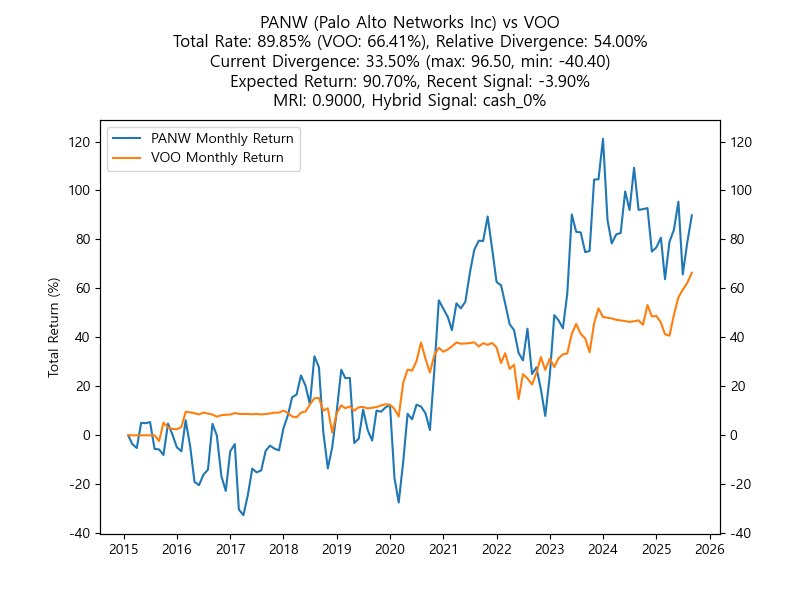 PANW (Palo Alto Networks Inc) vs VOO
Total Rate: 89.85% (VOO: 66.41%), Relative Divergence: 54.00%
Current Divergence: 33.50% (max: 96.50, min: -40.40)
Expected Return: 90.70%, Recent Signal: -3.90%
MRI: 0.9000, Hybrid Signal: cash_0%
PANW Monthly Return
VOO Monthly Return
Total Return (%)
120 120
100 100
80 80
60 60
40 40
20 20
0 0
-20 -20
-40 -40
2015 2016 2017 2018 2019 2020 2021 2022 2023 2024 2025 2026